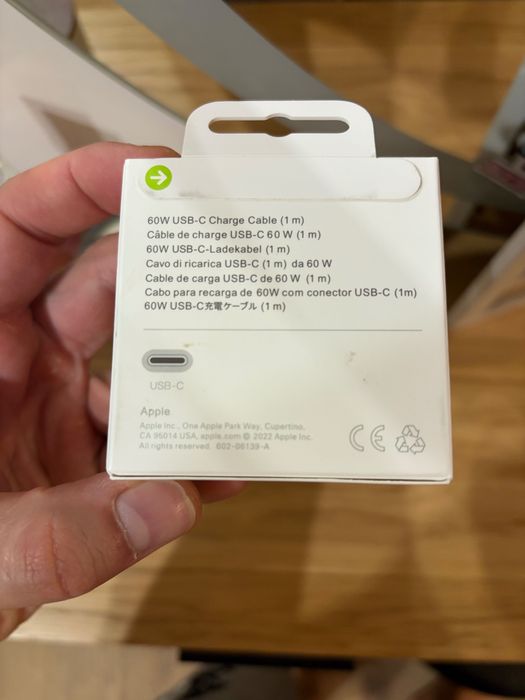 60W USB-C Charge Cable (1 m)
Câble de charge USB-C 60 W (1 m)
60W USB-C-Ladekabel (1 m)
Cavo di ricarica USB-C (1 m) da 60 W
Cable de carga USB-C de 60 W (1 m)
Cabo para recarga de 60W com conector USB-C (1m)
60W USB-C充電ケーブル (1 m)
USB-C
Apple
Apple Inc., One Apple Park Way, Cupertino,
CA 95014 USA, apple.com © 2022 Apple Inc.
All rights reserved. 602-06139-A
CE